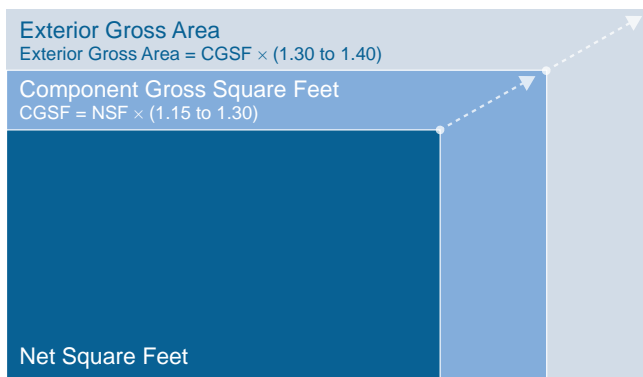 Exterior Gross Area
Exterior Gross Area = CGSF × (1.30 to 1.40)
Component Gross Square Feet
CGSF = NSF × (1.15 to 1.30)
Net Square Feet